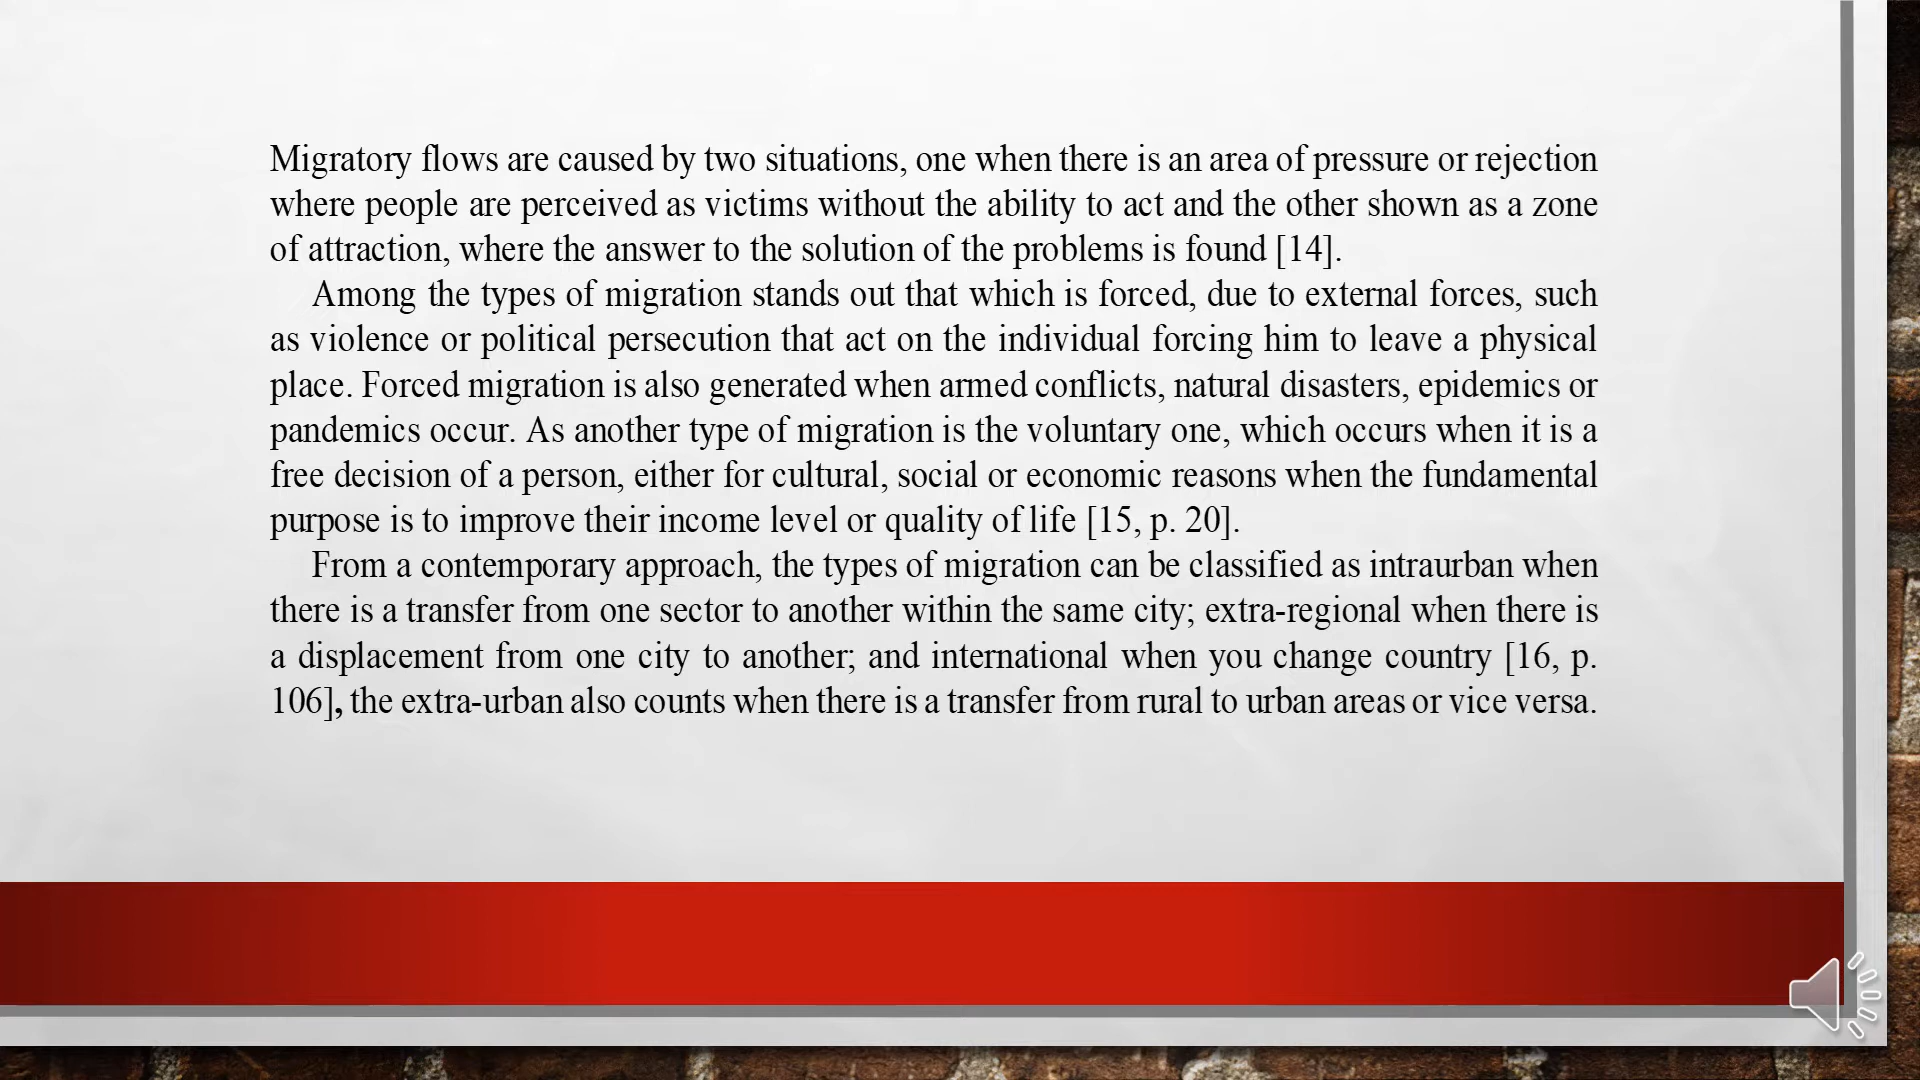 Migratory flows are caused by two situations, one when there is an area of pressure or rejection
where people are perceived as victims without the ability to act and the other shown as a zone
of attraction, where the answer to the solution of the problems is found [14].
Among the types of migration stands out that which is forced, due to external forces, such
as violence or political persecution that act on the individual forcing him to leave a physical
place. Forced migration is also generated when armed conflicts, natural disasters, epidemics or
pandemics occur. As another type of migration is the voluntary one, which occurs when it is a
free decision of a person, either for cultural, social or economic reasons when the fundamental
purpose is to improve their income level or quality of life [15, p. 20].
From a contemporary approach, the types of migration can be classified as intraurban when
there is a transfer from one sector to another within the same city; extra-regional when there is
a displacement from one city to another; and international when you change country [16, p.
106], the extra-urban also counts when there is a transfer from rural to urban areas or vice versa.